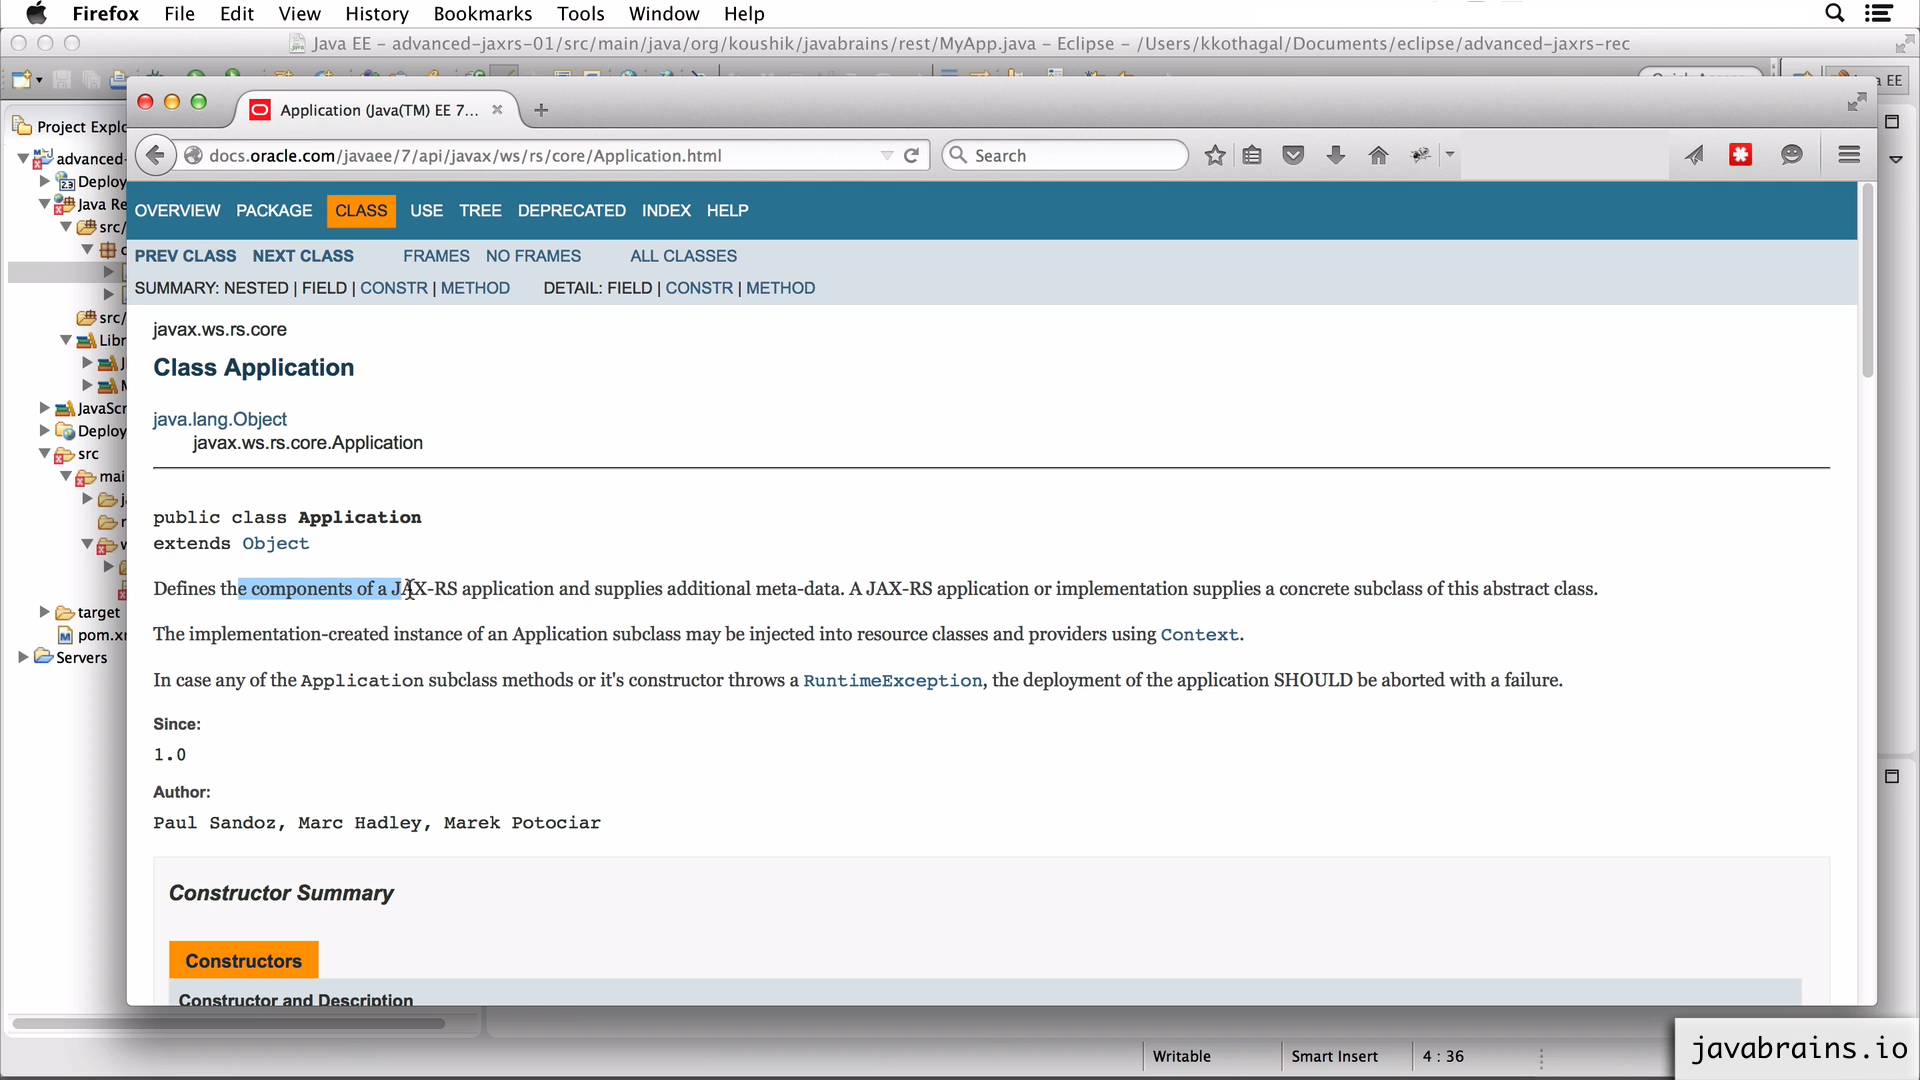 Firefox File Edit View History Bookmarks Tools Window Help
Java EE – advanced-jaxrs-01/src/main/java/org/koushik/javabrains/rest/MyApp.java – Eclipse – /Users/kkothagal/Documents/eclipse/advanced-jaxrs-rec
Application (Java(TM) EE 7...
Project Explo
docs.oracle.com/javaee/7/api/javax/ws/rs/core/Application.html
Search
advanced-
Deploy
Java Re
src/
src/
Libr
JavaScr
Deploy
src
mai
target
pom.xm
Servers
OVERVIEW PACKAGE CLASS USE TREE DEPRECATED INDEX HELP
PREV CLASS NEXT CLASS FRAMES NO FRAMES ALL CLASSES
SUMMARY: NESTED | FIELD | CONSTR | METHOD DETAIL: FIELD | CONSTR | METHOD
javax.ws.rs.core
Class Application
java.lang.Object
javax.ws.rs.core.Application
public class Application
extends Object
Defines the components of a JAX-RS application and supplies additional meta-data. A JAX-RS application or implementation supplies a concrete subclass of this abstract class.
The implementation-created instance of an Application subclass may be injected into resource classes and providers using Context.
In case any of the Application subclass methods or it's constructor throws a RuntimeException, the deployment of the application SHOULD be aborted with a failure.
Since:
1.0
Author:
Paul Sandoz, Marc Hadley, Marek Potociar
Constructor Summary
Constructors
Constructor and Description
Writable Smart Insert 4 : 36
javabrains.io